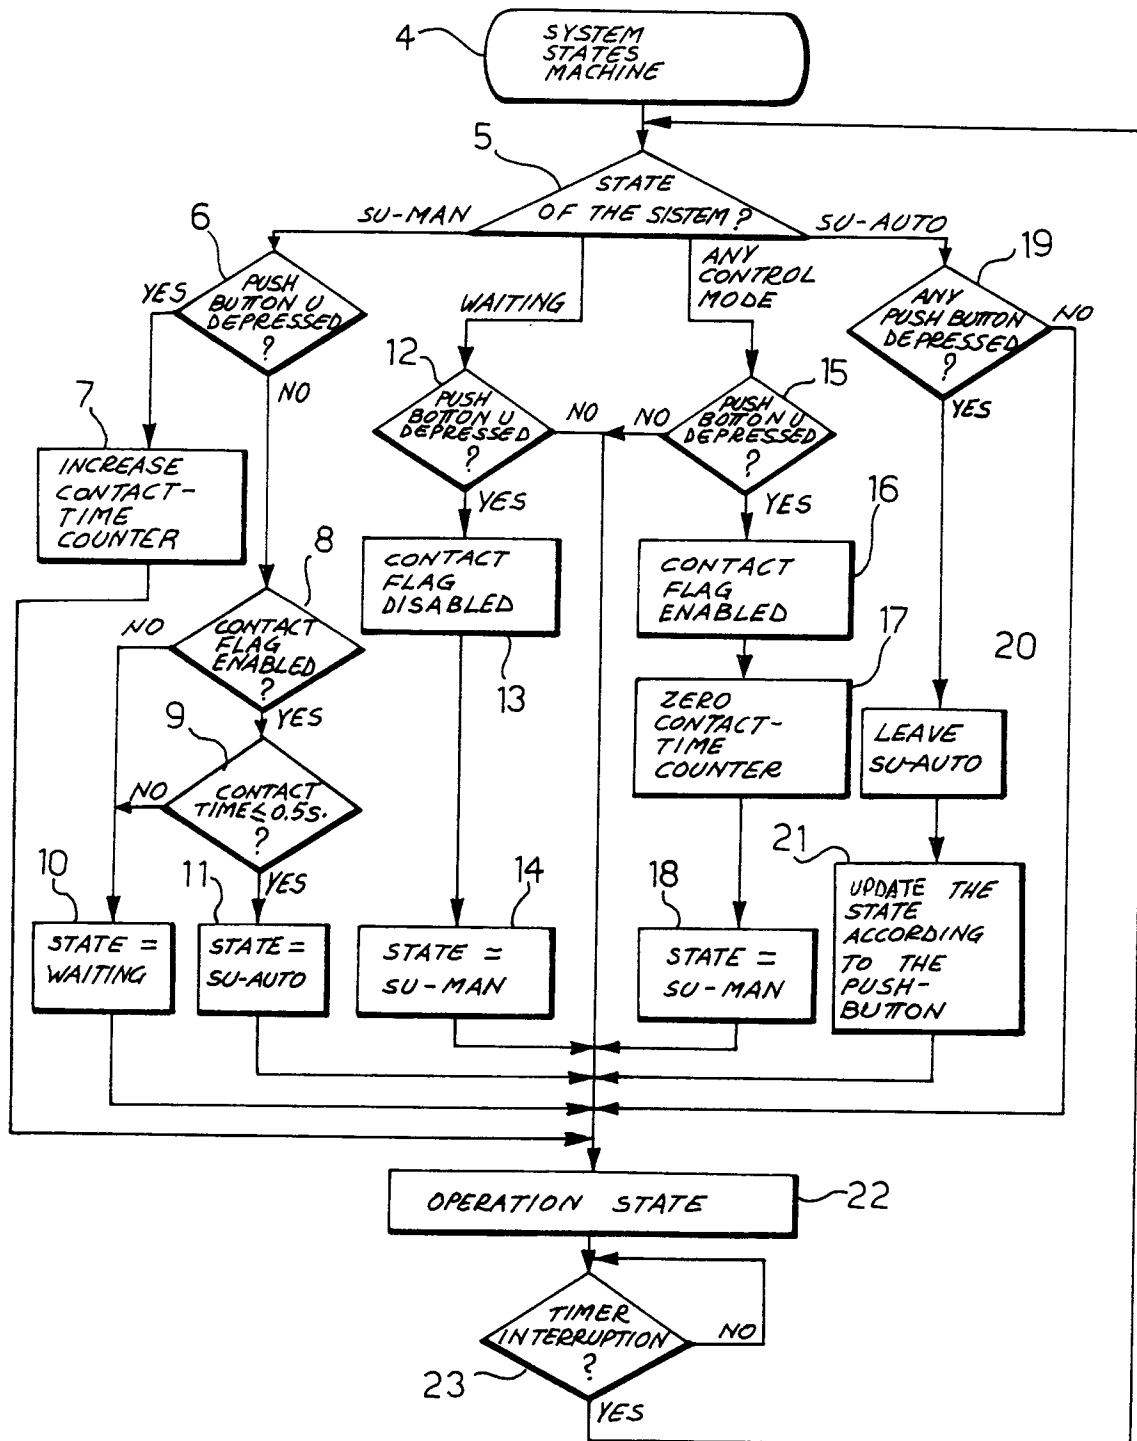 4
SYSTEM
STATES
MACHINE
5
STATE
OF THE SISTEM?
SU-MAN
SU-AUTO
6
19
PUSH
BUTTON U
DEPRESSED
?
YES
NO
WAITING
ANY
CONTROL
MODE
ANY
PUSH BUTTON
DEPRESSED
?
NO
YES
12
PUSH
BOTTON U
DEPRESSED
?
NO
YES
15
PUSH
BOTTON U
DEPRESSED
?
NO
YES
7
INCREASE
CONTACT-
TIME
COUNTER
8
CONTACT
FLAG
ENABLED
?
NO
YES
CONTACT
FLAG
DISABLED
13
16
CONTACT
FLAG
ENABLED
17
ZERO
CONTACT-
TIME
COUNTER
20
LEAVE
SU-AUTO
9
CONTACT
TIME ≤ 0.5S.
?
NO
YES
10
STATE =
WAITING
11
STATE =
SU-AUTO
14
STATE =
SU-MAN
18
STATE =
SU-MAN
21
UPDATE THE
STATE
ACCORDING
TO THE
PUSH-
BUTTON
OPERATION STATE
22
TIMER
INTERRUPTION
?
NO
23
YES